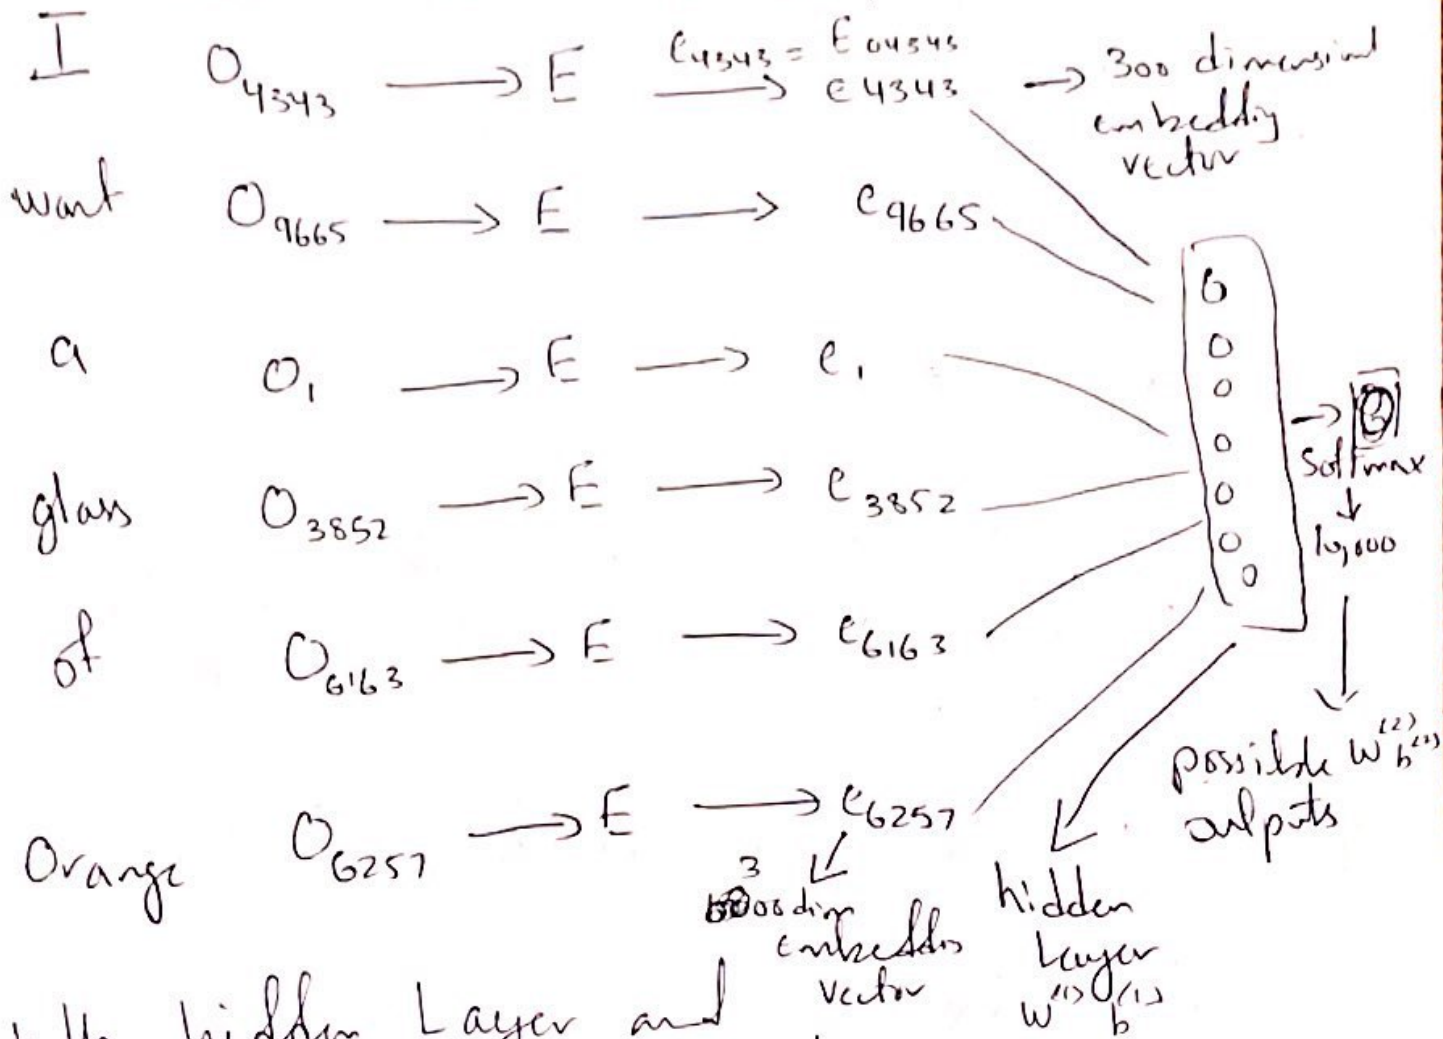 I O4343 → E e4343 = E O4343 → e4343 → 300 dimensional
embedding
vector
want O9665 → E → e9665
a O1 → E → e1
glass O3852 → E → e3852
Softmax
↓
10,000
of O6163 → E → e6163
possible W(2) b(2)
outputs
Orange O6257 → E → e6257
300 dim
embedding
vector
hidden
Layer
W(1) b(1)
hidden Layer and